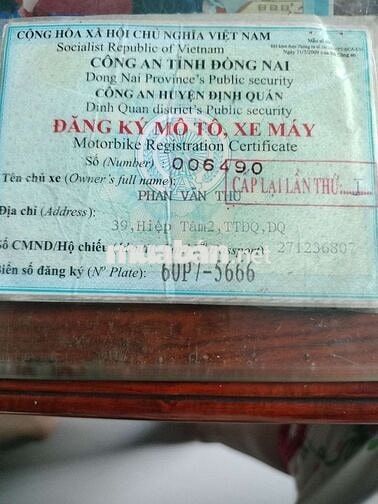 CỘNG HÒA XÃ HỘI CHỦ NGHĨA VIỆT NAM
Socialist Republic of Vietnam
CÔNG AN TỈNH ĐỒNG NAI
Dong Nai Province's Public security
CÔNG AN HUYỆN ĐỊNH QUÁN
Dinh Quan district's Public security
ĐĂNG KÝ MÔ TÔ, XE MÁY
Motorbike Registration Certificate
Số (Number) 006490
Tên chủ xe (Owner's full name):
CẤP LẠI LẦN THỨ
PHAN VĂN THU
Địa chỉ (Address):
39,Hiệp Tâm2,TTĐQ,ĐQ
Số CMND/Hộ chiếu 271236807
muaban.net
Biển số đăng ký (Nº Plate): 60P7-5666